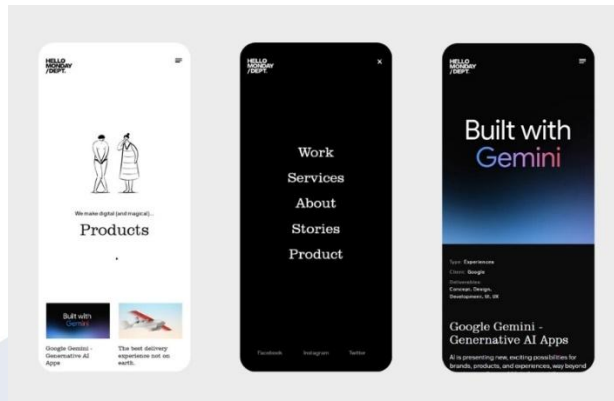 HELLO
MONDAY
/DEPT.
We make digital (and magical)...
Products
Built with
Gemini
Google Gemini -
Genernative AI
Apps
The best delivery
experience not on
earth.
HELLO
MONDAY
/DEPT.
Work
Services
About
Stories
Product
Facebook
Instagram
Twitter
HELLO
MONDAY
/DEPT.
Built with
Gemini
Type: Experiences
Client: Google
Deliverables:
Concept, Design,
Development, UI, UX
Google Gemini -
Genernative AI Apps
AI is presenting new, exciting possibilities for
brands, products, and experiences, way beyond